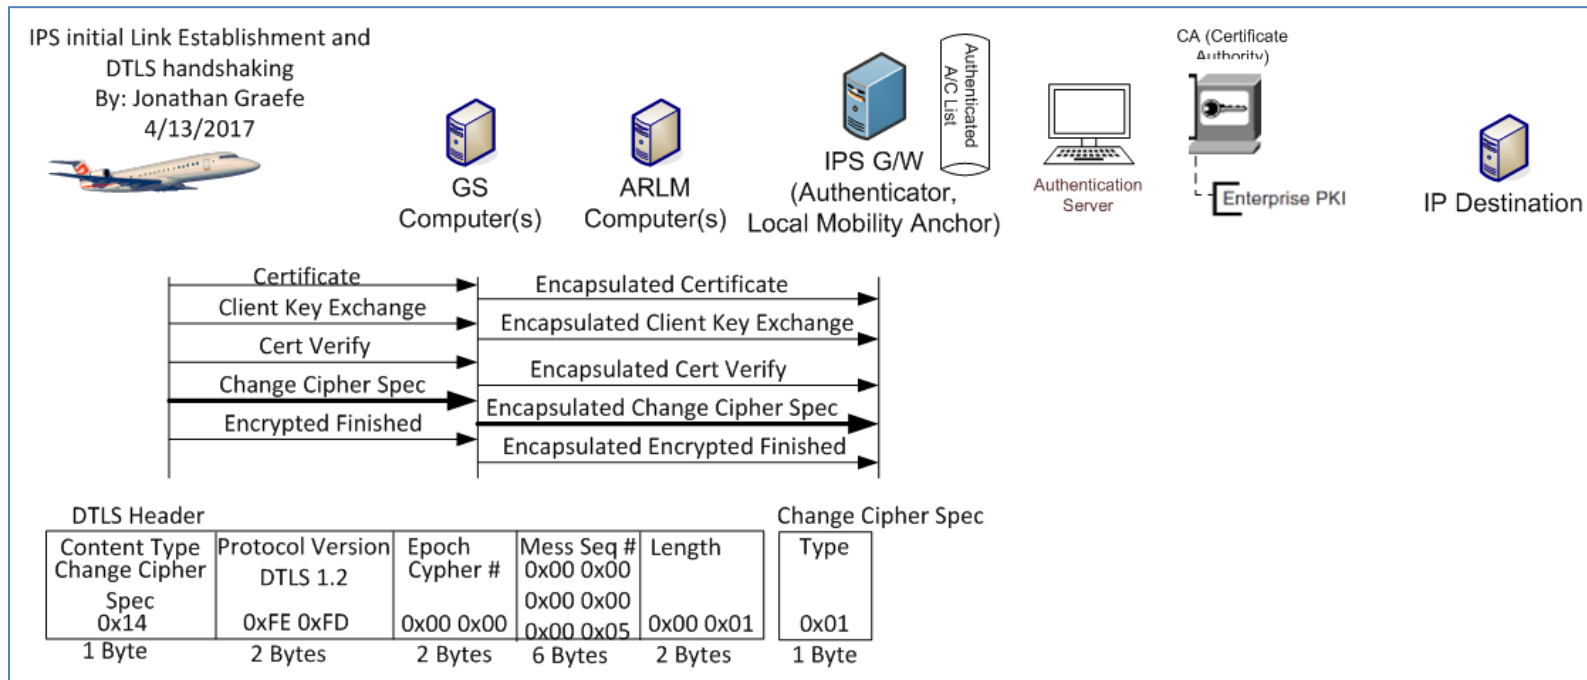 IPS initial Link Establishment and
DTLS handshaking
By: Jonathan Graefe
4/13/2017
GS
Computer(s)
ARLM
Computer(s)
IPS G/W
(Authenticator,
Local Mobility Anchor)
Authenticated
A/C List
Authentication
Server
CA (Certificate
Authority)
Enterprise PKI
IP Destination
Certificate
Encapsulated Certificate
Client Key Exchange
Encapsulated Client Key Exchange
Cert Verify
Encapsulated Cert Verify
Change Cipher Spec
Encapsulated Change Cipher Spec
Encrypted Finished
Encapsulated Encrypted Finished
DTLS Header
Content Type
Change Cipher
Spec
0x14
1 Byte
Protocol Version
DTLS 1.2
0xFE 0xFD
2 Bytes
Epoch
Cypher #
0x00 0x00
2 Bytes
Mess Seq #
0x00 0x00
0x00 0x00
0x00 0x05
6 Bytes
Length
0x00 0x01
2 Bytes
Change Cipher Spec
Type
0x01
1 Byte